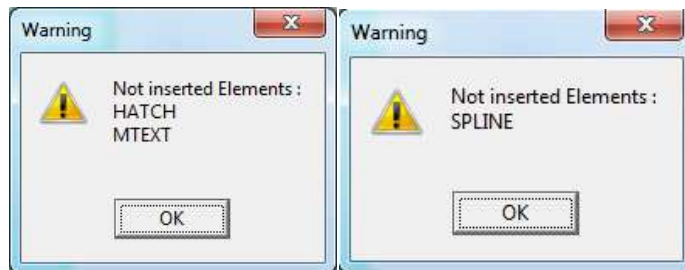 Warning
Not inserted Elements :
HATCH
MTEXT
OK
Warning
Not inserted Elements :
SPLINE
OK